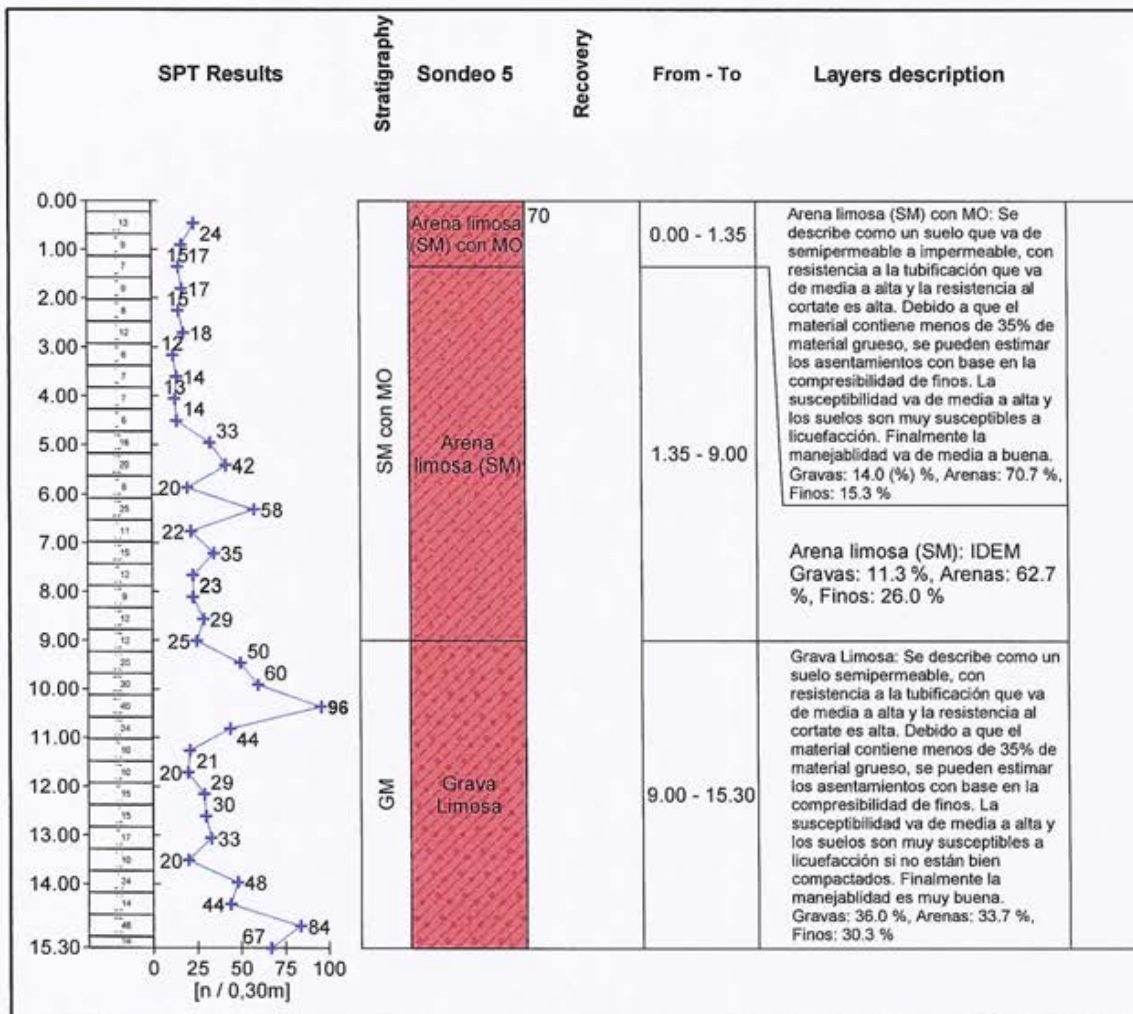 SPT Results
Stratigraphy
Sondeo 5
Recovery
From - To
Layers description
0.00
1.00
2.00
3.00
4.00
5.00
6.00
7.00
8.00
9.00
10.00
11.00
12.00
13.00
14.00
15.30
24
15 17
17
15
18
12
14
13
14
33
42
20
58
22
35
23
29
25
50
60
96
44
21
20
29
30
33
20
48
44
84
67
0 25 50 75 100
[n / 0,30m]
SM con MO
GM
Arena limosa
(SM) con MO
Arena
limosa (SM)
Grava
Limosa
70
0.00 - 1.35
1.35 - 9.00
9.00 - 15.30
Arena limosa (SM) con MO: Se
describe como un suelo que va de
semipermeable a impermeable, con
resistencia a la tubificación que va
de media a alta y la resistencia al
cortate es alta. Debido a que el
material contiene menos de 35% de
material grueso, se pueden estimar
los asentamientos con base en la
compresibilidad de finos. La
susceptibilidad va de media a alta y
los suelos son muy susceptibles a
licuefacción. Finalmente la
manejablidad va de media a buena.
Gravas: 14.0 (%) %, Arenas: 70.7 %,
Finos: 15.3 %
Arena limosa (SM): IDEM
Gravas: 11.3 %, Arenas: 62.7
%, Finos: 26.0 %
Grava Limosa: Se describe como un
suelo semipermeable, con
resistencia a la tubificación que va
de media a alta y la resistencia al
cortate es alta. Debido a que el
material contiene menos de 35% de
material grueso, se pueden estimar
los asentamientos con base en la
compresibilidad de finos. La
susceptibilidad va de media a alta y
los suelos son muy susceptibles a
licuefacción si no están bien
compactados. Finalmente la
manejablidad es muy buena.
Gravas: 36.0 %, Arenas: 33.7 %,
Finos: 30.3 %